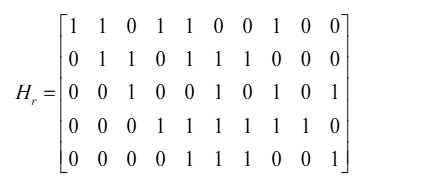 1 1 0 1 1 0 0 1 0 0
0 1 1 0 1 1 1 0 0 0
H_r = 0 0 1 0 0 1 0 1 0 1
0 0 0 1 1 1 1 1 1 0
0 0 0 0 1 1 1 0 0 1